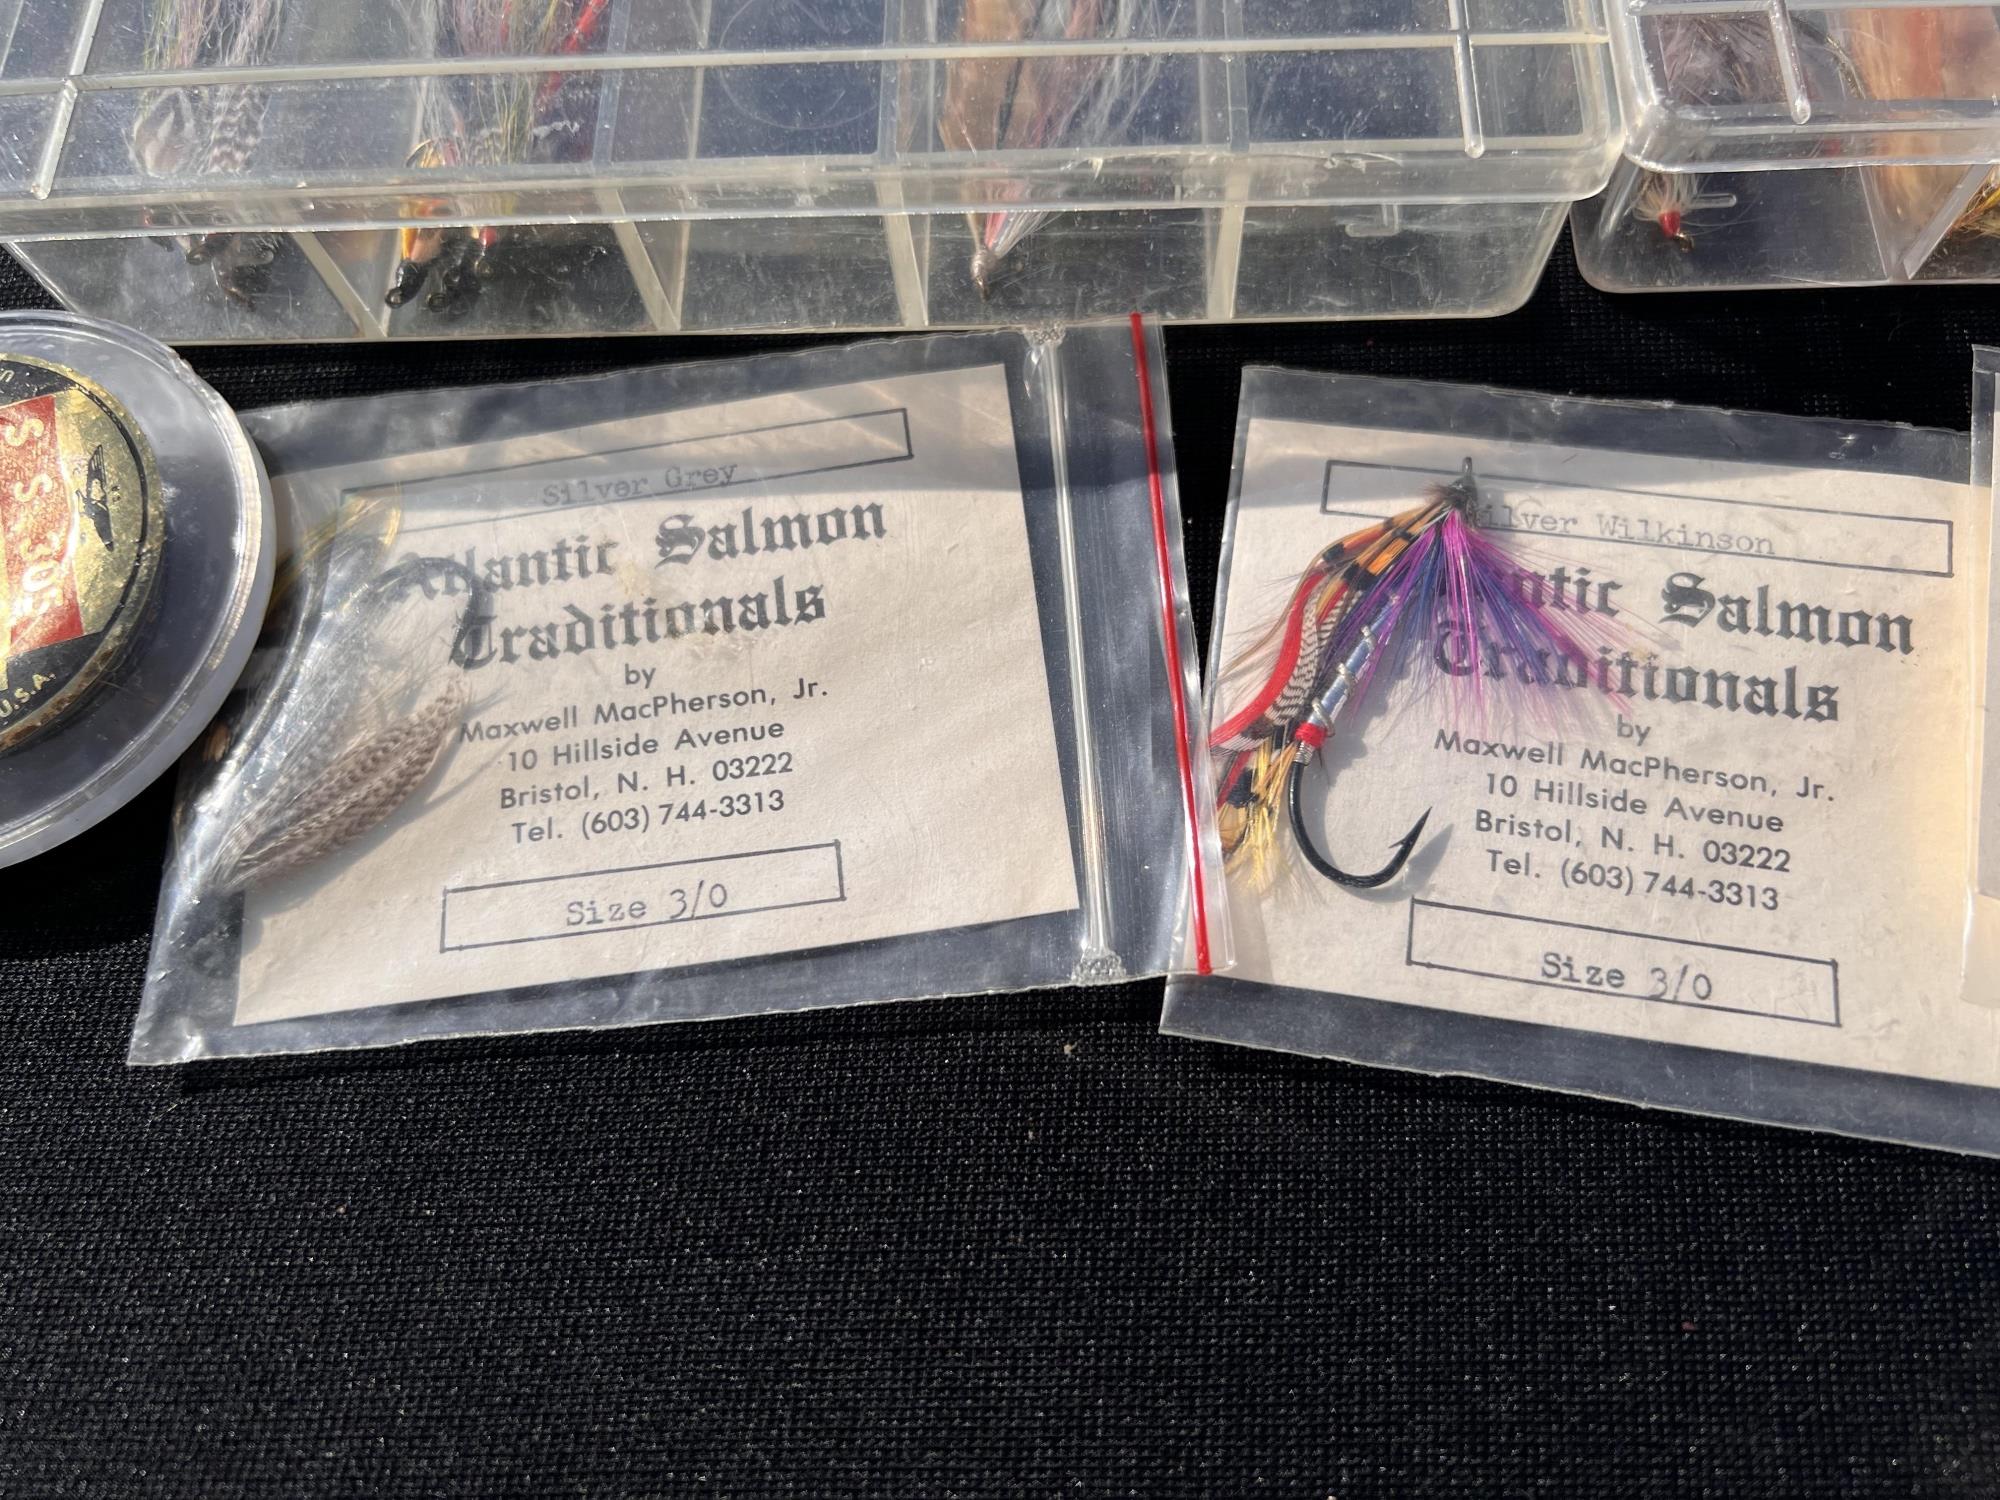 S.S. 305
U.S.A.
Silver Grey
Atlantic Salmon
Traditionals
by
Maxwell MacPherson, Jr.
10 Hillside Avenue
Bristol, N. H. 03222
Tel. (603) 744-3313
Size 3/0
Silver Wilkinson
Atlantic Salmon
Traditionals
by
Maxwell MacPherson, Jr.
10 Hillside Avenue
Bristol, N. H. 03222
Tel. (603) 744-3313
Size 3/0